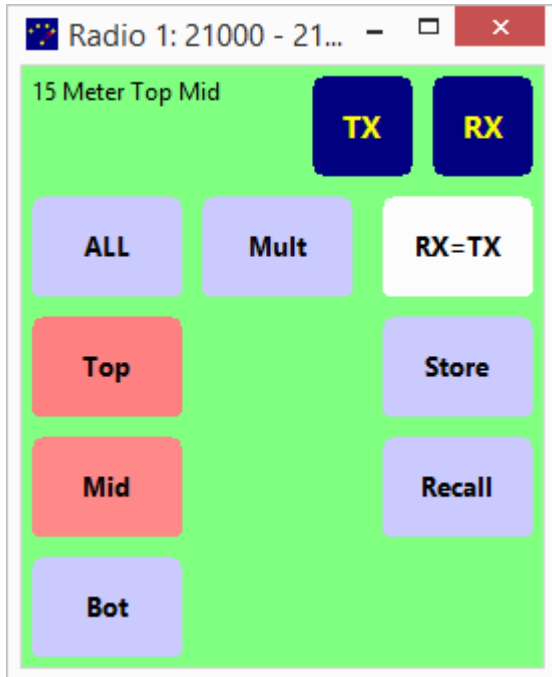 Radio 1: 21000 - 21...
15 Meter Top Mid
TX RX
ALL Mult RX=TX
Top Store
Mid Recall
Bot